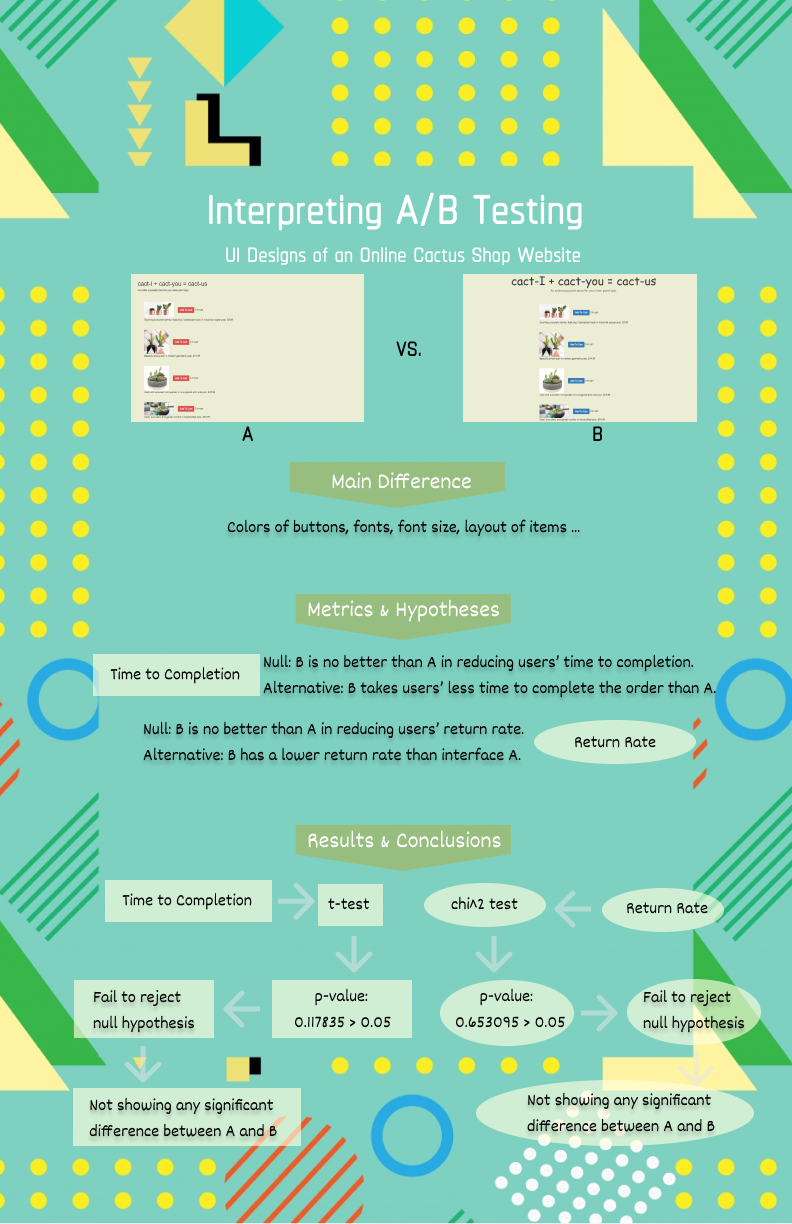 Interpreting A/B Testing
UI Designs of an Online Cactus Shop Website
cact-I + cact-you = cact-us
cact-I + cact-you = cact-us
VS.
A
B
Main Difference
Colors of buttons, fonts, font size, layout of items ...
Metrics & Hypotheses
Time to Completion
Null: B is no better than A in reducing users' time to completion.
Alternative: B takes users' less time to complete the order than A.
Null: B is no better than A in reducing users' return rate.
Alternative: B has a lower return rate than interface A.
Return Rate
Results & Conclusions
Time to Completion
t-test
chi^2 test
Return Rate
Fail to reject
null hypothesis
p-value:
0.117835 > 0.05
p-value:
0.653095 > 0.05
Fail to reject
null hypothesis
Not showing any significant
difference between A and B
Not showing any significant
difference between A and B